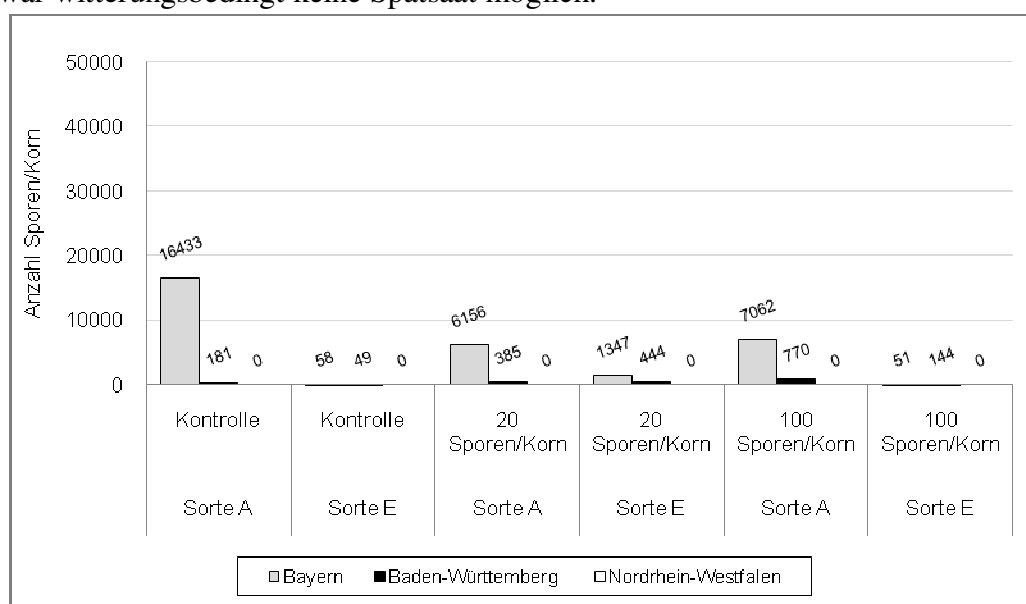 war witterungsbedingt keine Spätsaat möglich.
Anzahl Sporen/Korn
50000
40000
30000
20000
10000
0
16433
181
0
58
49
0
6156
385
0
1347
444
0
7062
770
0
51
144
0
Kontrolle
Kontrolle
20
Sporen/Korn
20
Sporen/Korn
100
Sporen/Korn
100
Sporen/Korn
Sorte A
Sorte E
Sorte A
Sorte E
Sorte A
Sorte E
Bayern
Baden-Württemberg
Nordrhein-Westfalen